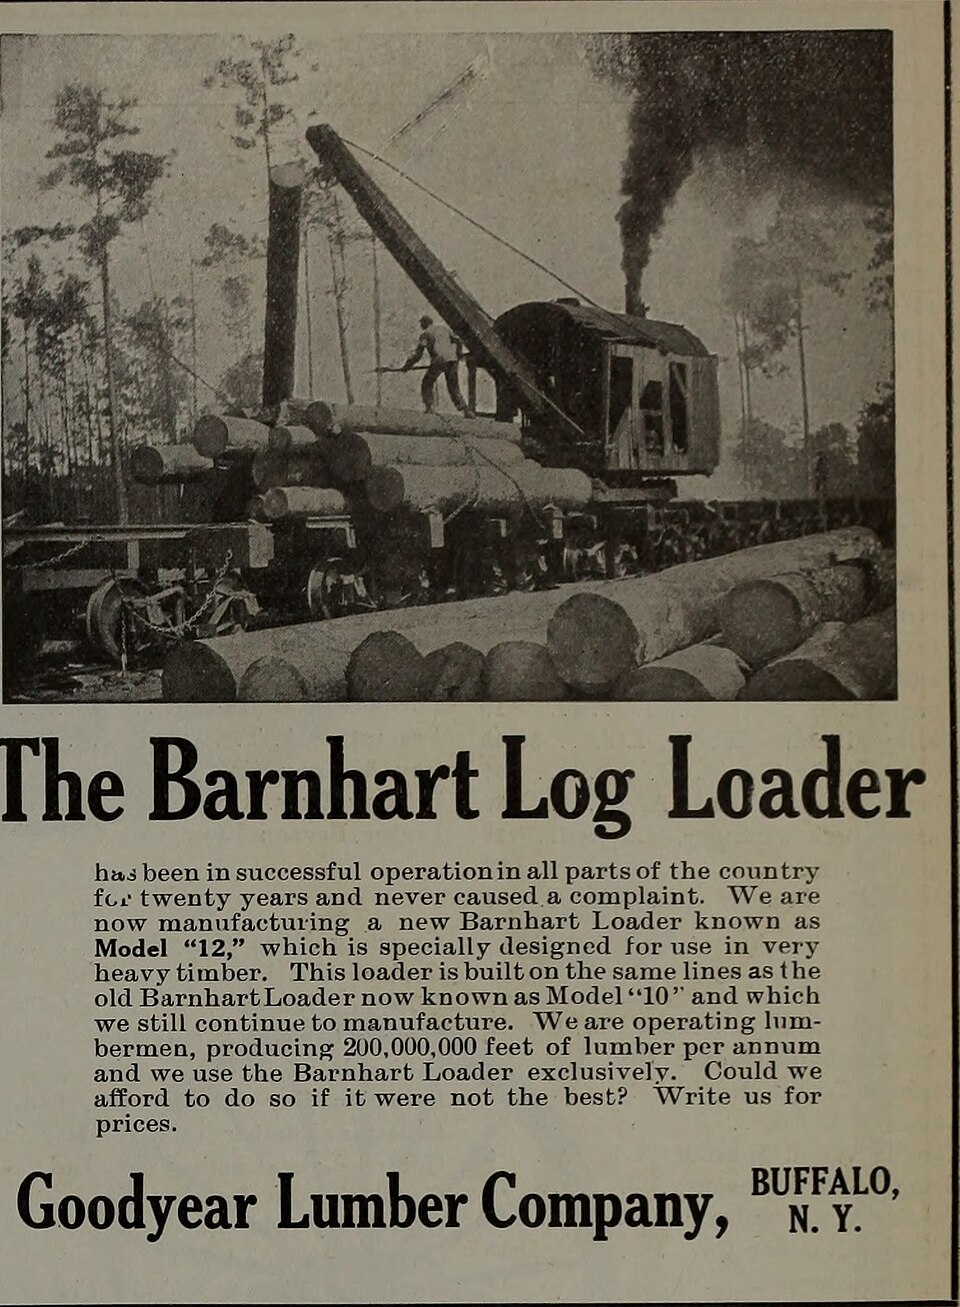 The Barnhart Log Loader
has been in successful operation in all parts of the country
for twenty years and never caused a complaint. We are
now manufacturing a new Barnhart Loader known as
Model “12,” which is specially designed for use in very
heavy timber. This loader is built on the same lines as the
old Barnhart Loader now known as Model “10” and which
we still continue to manufacture. We are operating lum-
bermen, producing 200,000,000 feet of lumber per annum
and we use the Barnhart Loader exclusively. Could we
afford to do so if it were not the best? Write us for
prices.
Goodyear Lumber Company, BUFFALO,
N. Y.